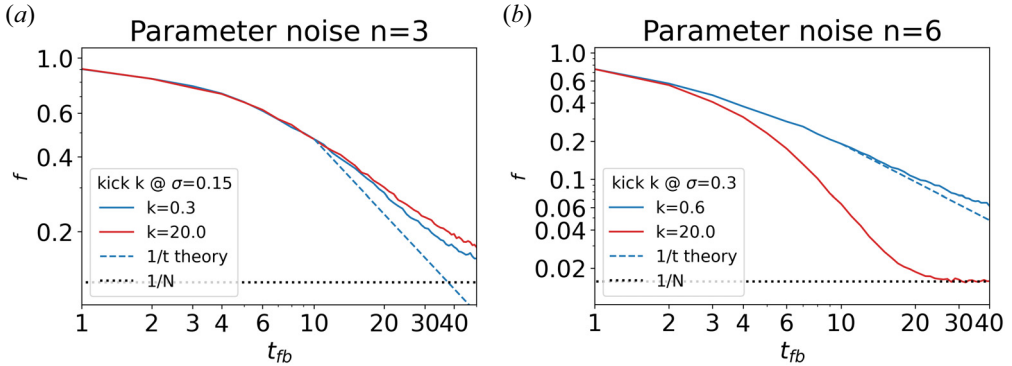 (a)
Parameter noise n=3
1.0
0.6
0.4
0.2
f
kick k @ σ=0.15
k=0.3
k=20.0
1/t theory
1/N
1 2 3 4 6 10 20 30 40
t_fb
(b)
Parameter noise n=6
1.0
0.6
0.4
0.2
0.1
0.06
0.04
0.02
f
kick k @ σ=0.3
k=0.6
k=20.0
1/t theory
1/N
1 2 3 4 6 10 20 30 40
t_fb